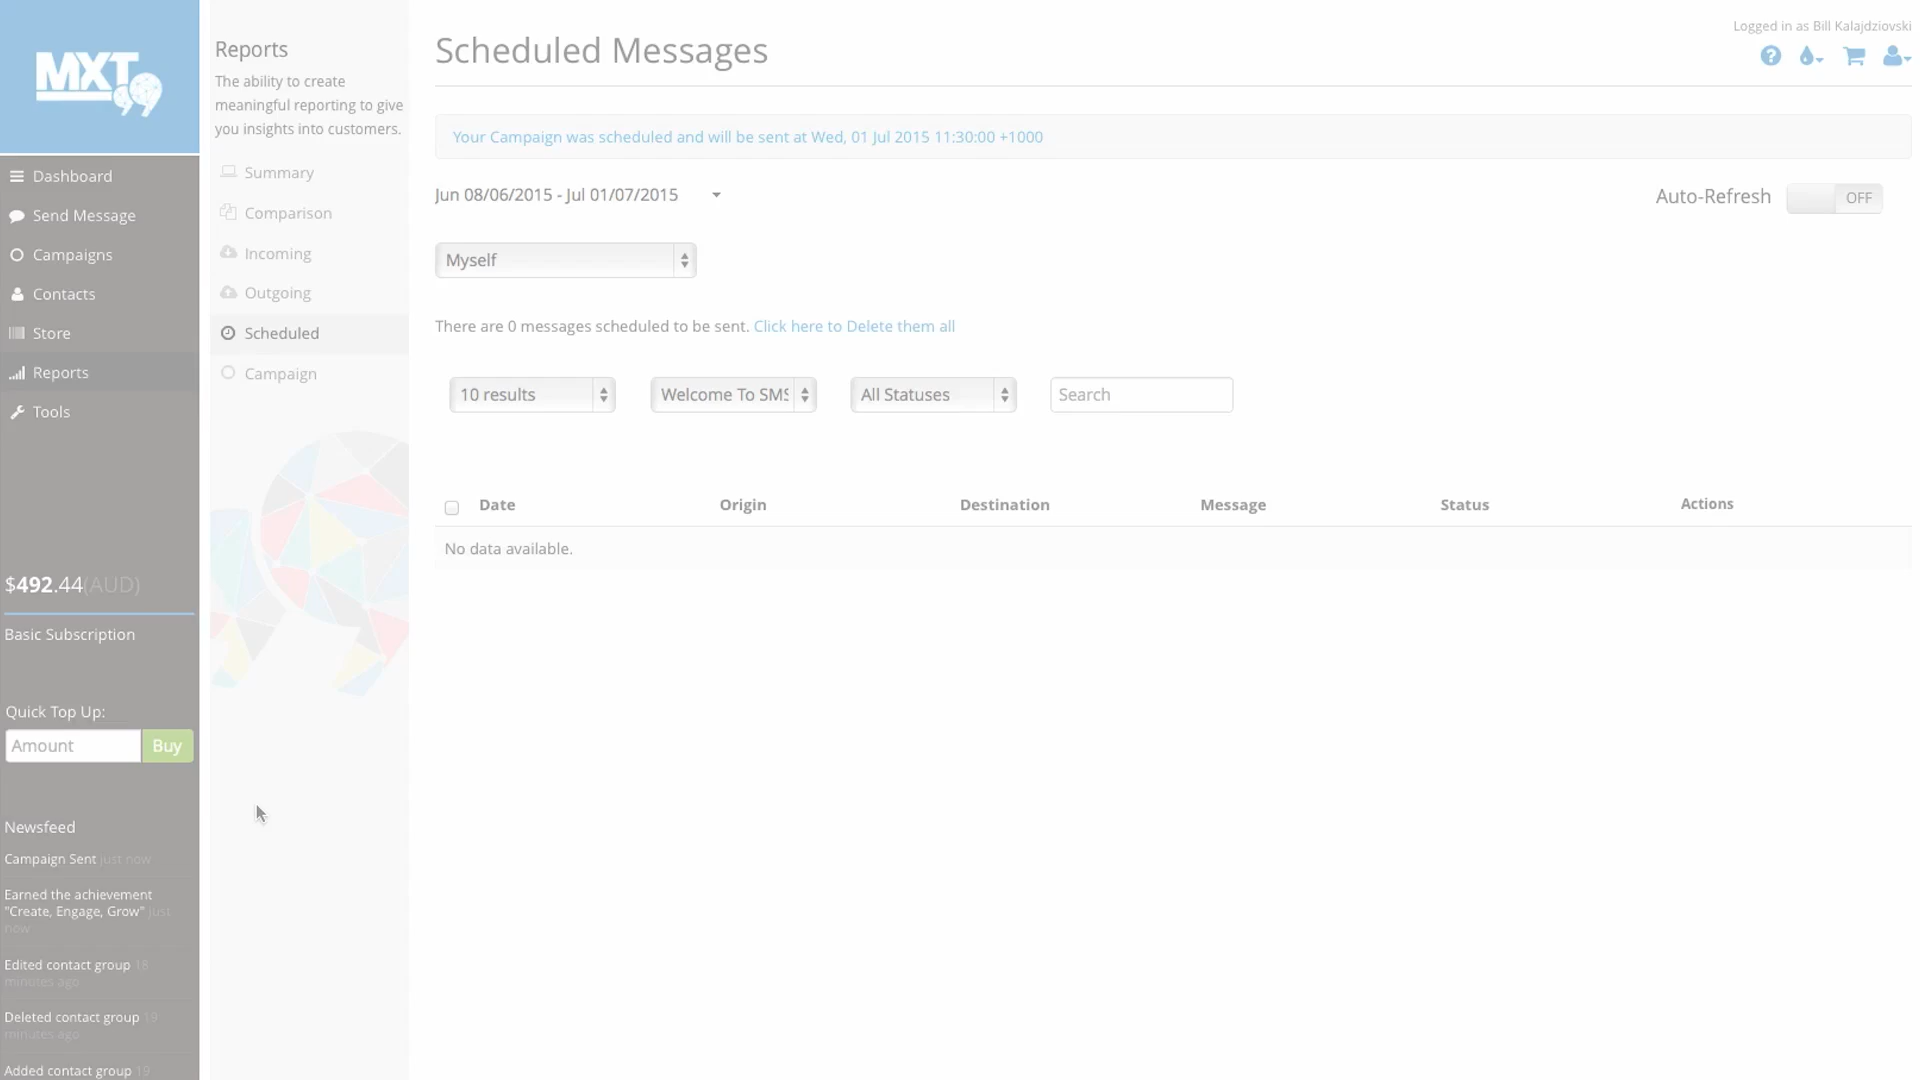 MXT
Dashboard
Send Message
Campaigns
Contacts
Store
Reports
Tools
$492.44(AUD)
Basic Subscription
Quick Top Up:
Amount
Buy
Newsfeed
Campaign Sent just now
Earned the achievement
"Create, Engage, Grow" just
now
Edited contact group 18
minutes ago
Deleted contact group 19
minutes ago
Added contact group 19
Reports
The ability to create
meaningful reporting to give
you insights into customers.
Summary
Comparison
Incoming
Outgoing
Scheduled
Campaign
Logged in as Bill Kalajdziovski
Scheduled Messages
Your Campaign was scheduled and will be sent at Wed, 01 Jul 2015 11:30:00 +1000
Jun 08/06/2015 - Jul 01/07/2015
Auto-Refresh OFF
Myself
There are 0 messages scheduled to be sent. Click here to Delete them all
10 results Welcome To SMS All Statuses Search
Date Origin Destination Message Status Actions
No data available.